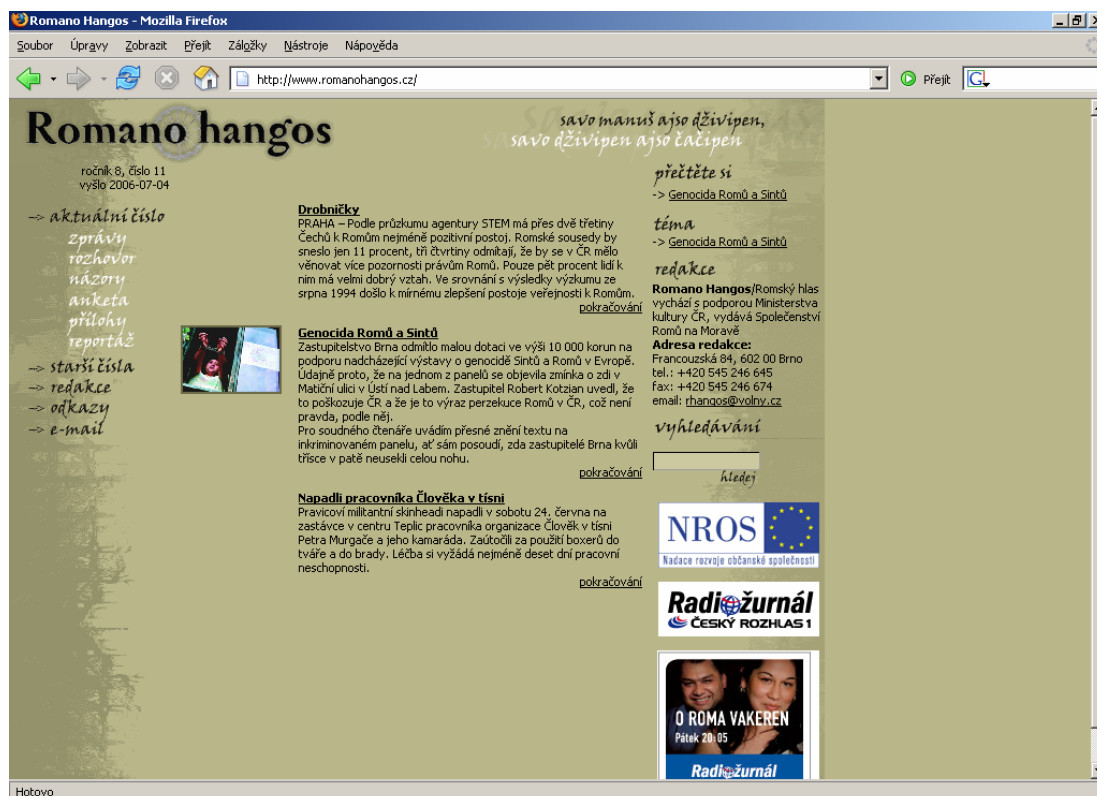 Romano Hangos - Mozilla Firefox
Soubor Úpravy Zobrazit Přejít Záložky Nástroje Nápověda
http://www.romanohangos.cz/
Přejít
G
Romano hangos
savo manuš ajso dživipen,
savo dživipen ajso čačipen
ročník 8, číslo 11
vyšlo 2006-07-04
-> aktuální číslo
zprávy
rozhovor
názory
anketa
přílohy
reportáž
-> starší čísla
-> redakce
-> odkazy
-> e-mail
Drobničky
PRAHA – Podle průzkumu agentury STEM má přes dvě třetiny
Čechů k Romům nejméně pozitivní postoj. Romské sousedy by
sneslo jen 11 procent, tři čtvrtiny odmítají, že by se v ČR mělo
věnovat více pozornosti právům Romů. Pouze pět procent lidí k
nim má velmi dobrý vztah. Ve srovnání s výsledky výzkumu ze
srpna 1994 došlo k mírnému zlepšení postoje veřejnosti k Romům.
pokračování
Genocida Romů a Sintů
Zastupitelstvo Brna odmítlo malou dotaci ve výši 10 000 korun na
podporu nadcházející výstavy o genocidě Sintů a Romů v Evropě.
Údajně proto, že na jednom z panelů se objevila zmínka o zdi v
Matiční ulici v Ústí nad Labem. Zastupitel Robert Kotzian uvedl, že
to poškozuje ČR a že je to výraz perzekuce Romů v ČR, což není
pravda, podle něj.
Pro soudného čtenáře uvádím přesné znění textu na
inkriminovaném panelu, ať sám posoudí, zda zastupitelé Brna kvůli
třísce v patě neusekli celou nohu.
pokračování
Napadli pracovníka Člověka v tísni
Pravicoví militantní skinheadi napadli v sobotu 24. června na
zastávce v centru Teplic pracovníka organizace Člověk v tísni
Petra Murgače a jeho kamaráda. Zaútočili za použití boxerů do
tváře a do brady. Léčba si vyžádá nejméně deset dní pracovní
neschopnosti.
pokračování
přečtěte si
-> Genocida Romů a Sintů
téma
-> Genocida Romů a Sintů
redakce
Romano Hangos/Romský hlas
vychází s podporou Ministerstva
kultury ČR, vydává Společenství
Romů na Moravě
Adresa redakce:
Francouzská 84, 602 00 Brno
tel.: +420 545 246 645
fax: +420 545 246 674
email: rhangos@volny.cz
vyhledávání
hledej
NROS
Nadace rozvoje občanské společnosti
Radiožurnál
ČESKÝ ROZHLAS 1
O ROMA VAKEREN
Pátek 20:05
Radiožurnál
Hotovo